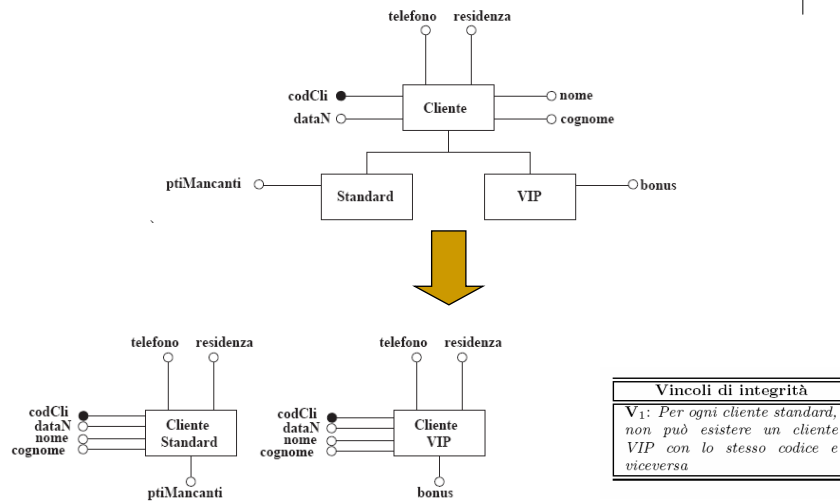 telefono residenza
codCli
nome
Cliente
dataN
cognome
ptiMancanti
Standard
VIP
bonus
telefono residenza
telefono residenza
codCli
dataN
nome
cognome
Cliente
Standard
ptiMancanti
codCli
dataN
nome
cognome
Cliente
VIP
bonus
Vincoli di integrità
V1: Per ogni cliente standard,
non può esistere un cliente
VIP con lo stesso codice e
viceversa